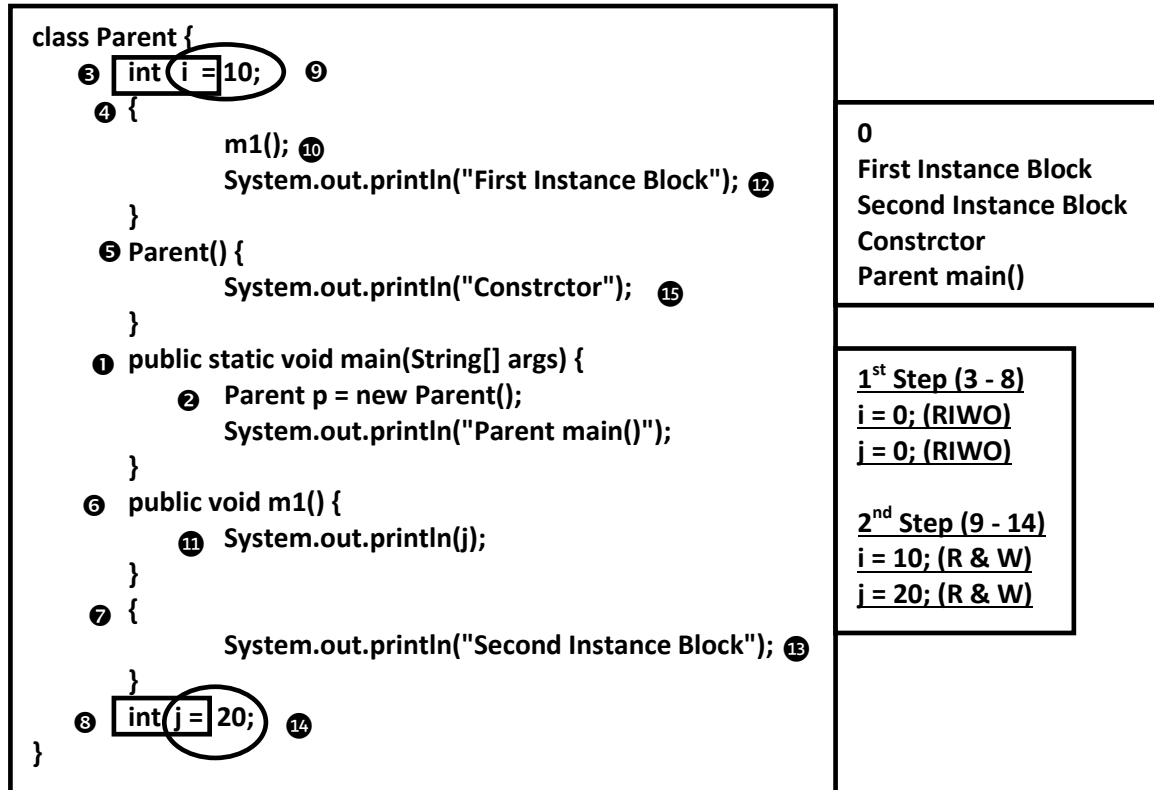 class Parent {
❸ int i = 10; ❾
❹ {
m1(); ❿
System.out.println("First Instance Block"); ⓬
}
❺ Parent() {
System.out.println("Constrctor"); ⓯
}
❶ public static void main(String[] args) {
❷ Parent p = new Parent();
System.out.println("Parent main()");
}
❻ public void m1() {
⓫ System.out.println(j);
}
❼ {
System.out.println("Second Instance Block"); ⓭
}
❽ int j = 20; ⓮
}
0
First Instance Block
Second Instance Block
Constrctor
Parent main()
1st Step (3 - 8)
i = 0; (RIWO)
j = 0; (RIWO)
2nd Step (9 - 14)
i = 10; (R & W)
j = 20; (R & W)